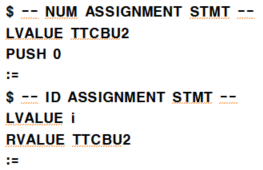 $ -- NUM ASSIGNMENT STMT --
LVALUE TTCBU2
PUSH 0
:=
$ -- ID ASSIGNMENT STMT --
LVALUE i
RVALUE TTCBU2
:=